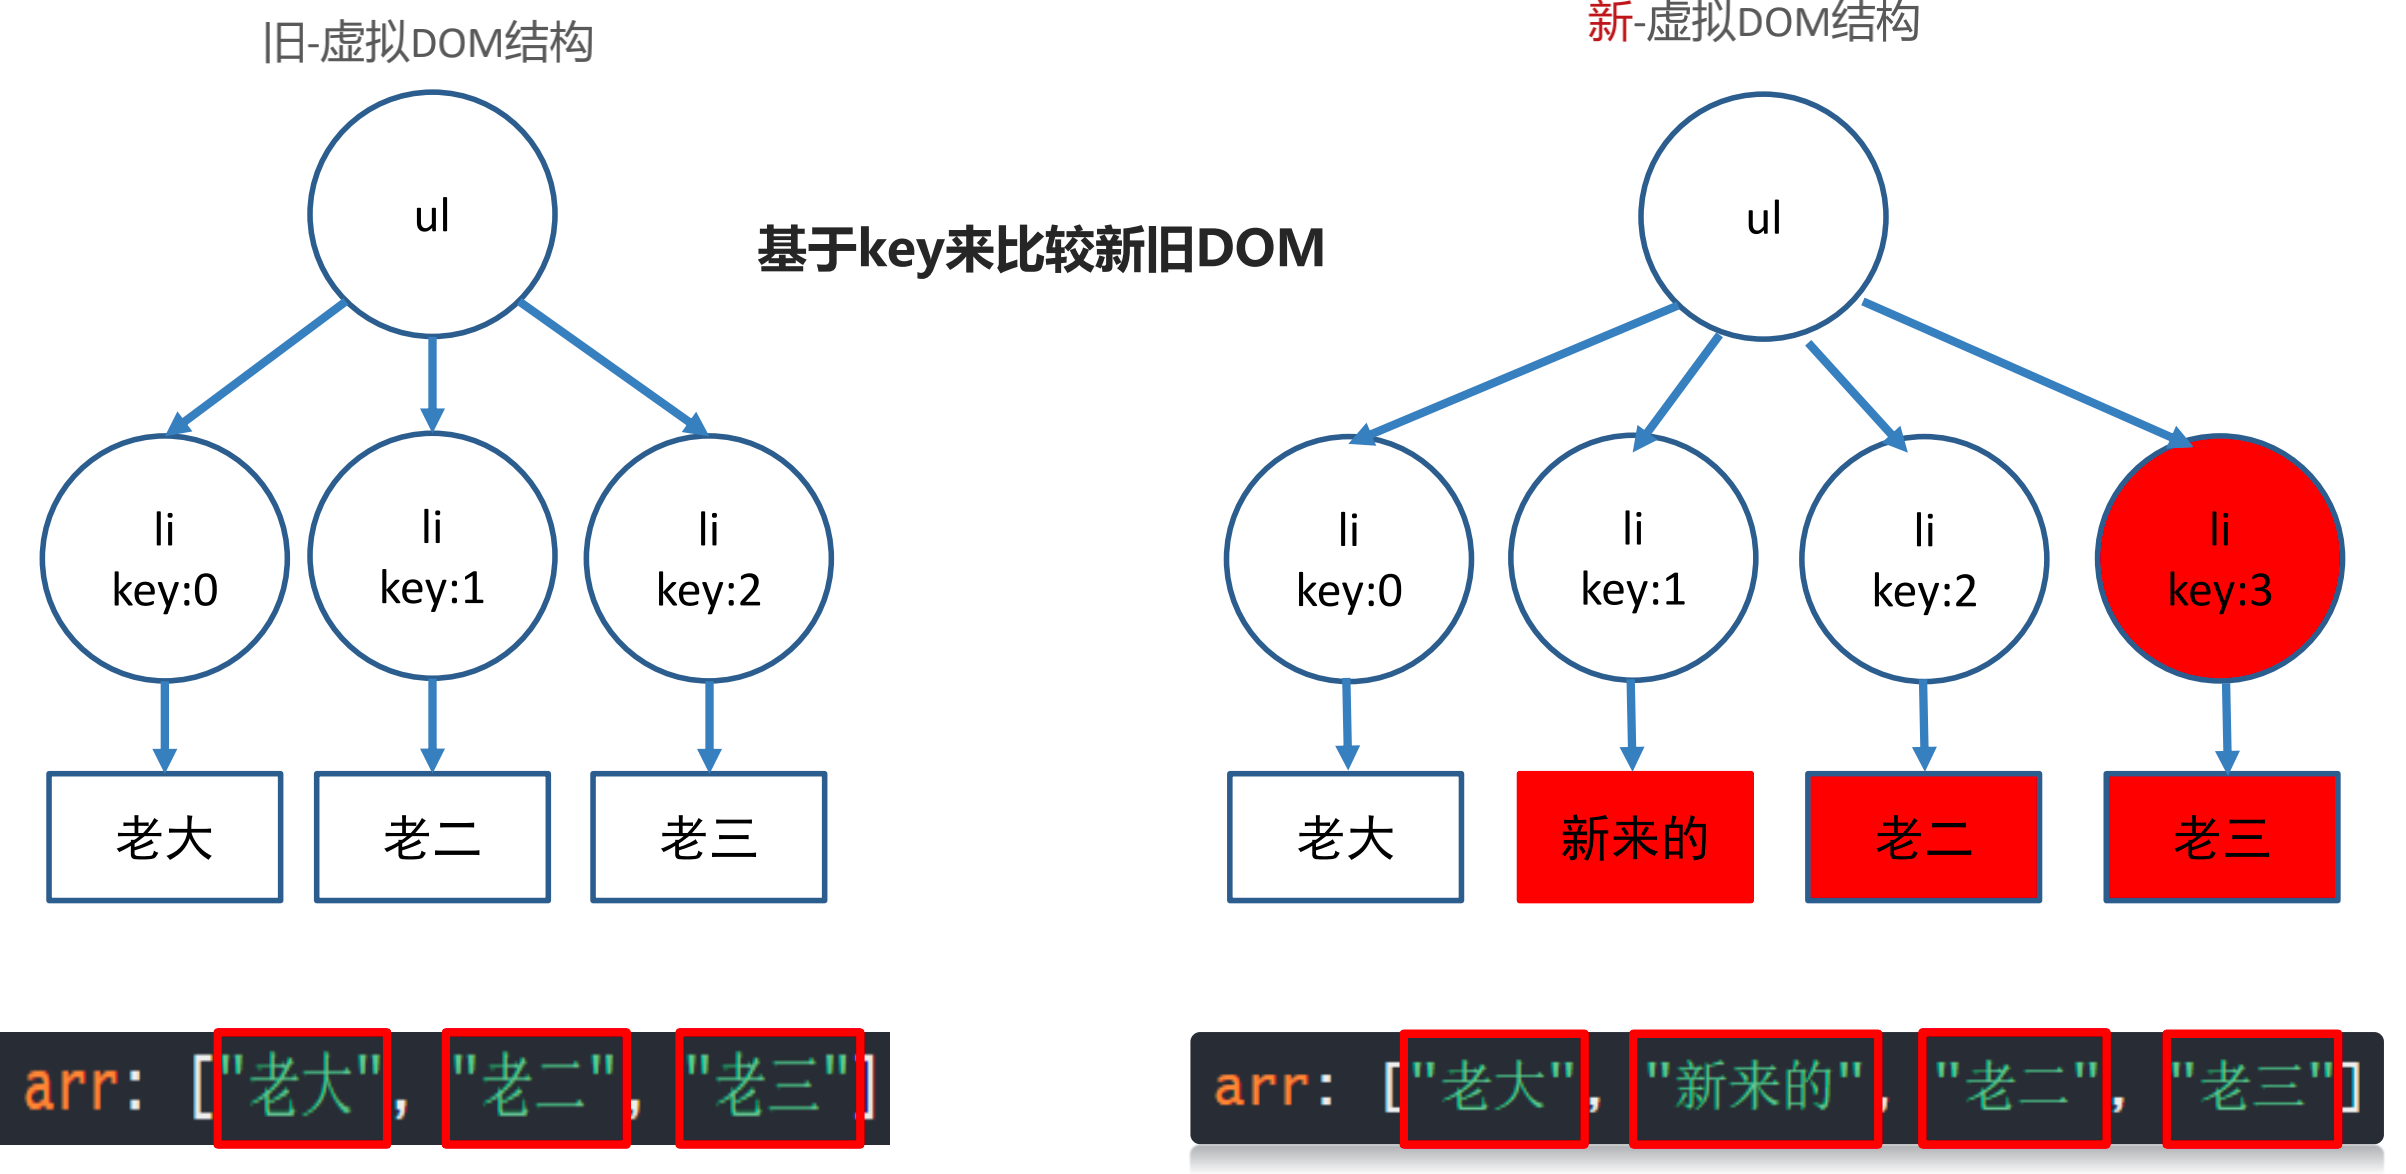 旧-虚拟DOM结构
新-虚拟DOM结构
基于key来比较新旧DOM
ul
li
key:0
li
key:1
li
key:2
老大
老二
老三
ul
li
key:0
li
key:1
li
key:2
li
key:3
老大
新来的
老二
老三
arr: ["老大", "老二", "老三"]
arr: ["老大", "新来的", "老二", "老三"]